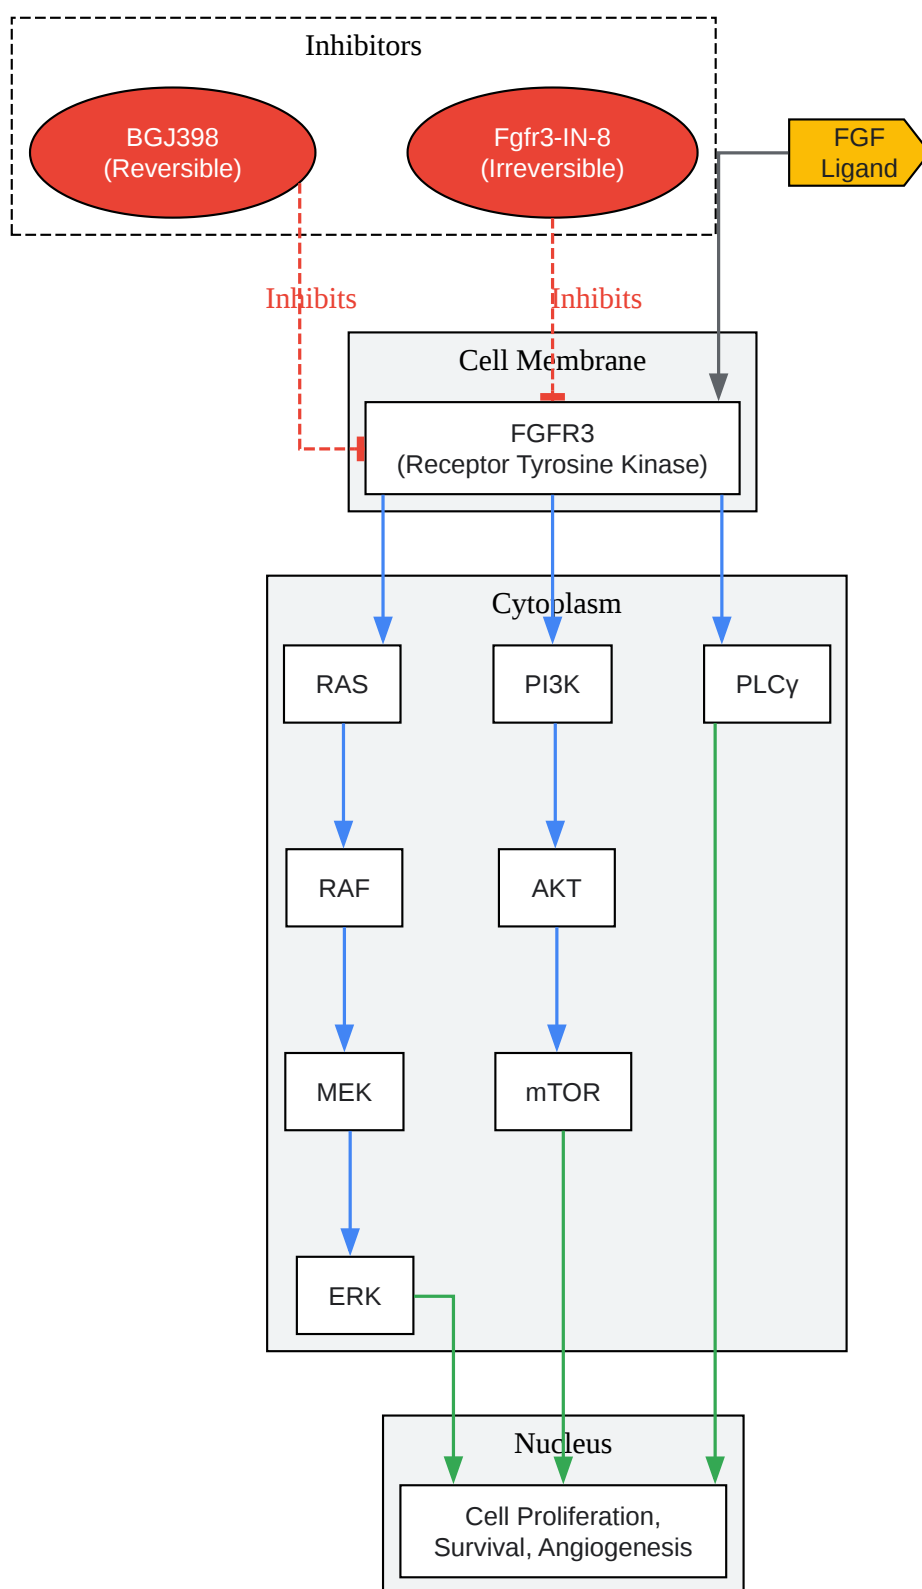 Inhibitors
BGJ398
(Reversible)
Fgfr3-IN-8
(Irreversible)
FGF
Ligand
Inhibits
Inhibits
Cell Membrane
FGFR3
(Receptor Tyrosine Kinase)
Cytoplasm
RAS
PI3K
PLCγ
RAF
AKT
MEK
mTOR
ERK
Nucleus
Cell Proliferation,
Survival, Angiogenesis